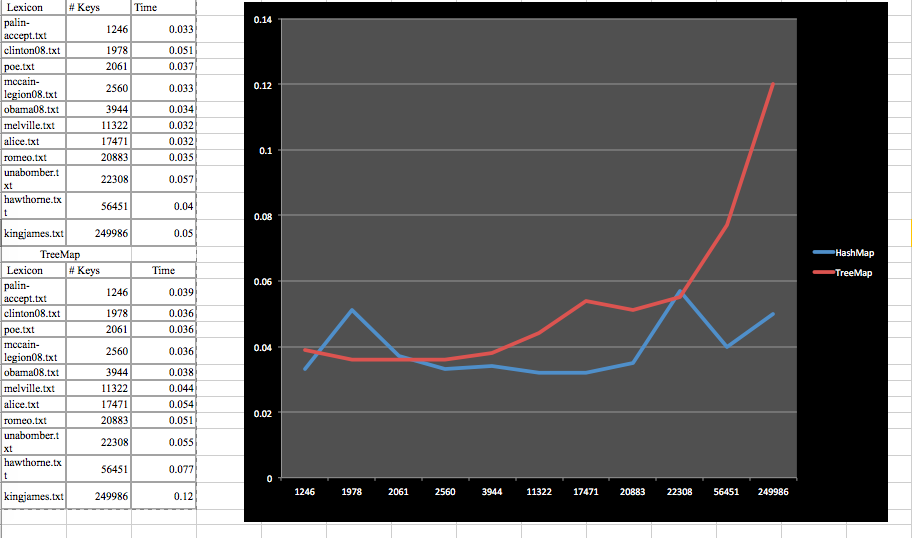 Lexicon # Keys Time
palin-
accept.txt 1246 0.033
clinton08.txt 1978 0.051
poe.txt 2061 0.037
mccain-
legion08.txt 2560 0.033
obama08.txt 3944 0.034
melville.txt 11322 0.032
alice.txt 17471 0.032
romeo.txt 20883 0.035
unabomber.t
xt 22308 0.057
hawthorne.tx
t 56451 0.04
kingjames.txt 249986 0.05
TreeMap
Lexicon # Keys Time
palin-
accept.txt 1246 0.039
clinton08.txt 1978 0.036
poe.txt 2061 0.036
mccain-
legion08.txt 2560 0.036
obama08.txt 3944 0.038
melville.txt 11322 0.044
alice.txt 17471 0.054
romeo.txt 20883 0.051
unabomber.t
xt 22308 0.055
hawthorne.tx
t 56451 0.077
kingjames.txt 249986 0.12
0.14
0.12
0.1
0.08
0.06
0.04
0.02
0
1246 1978 2061 2560 3944 11322 17471 20883 22308 56451 249986
HashMap
TreeMap